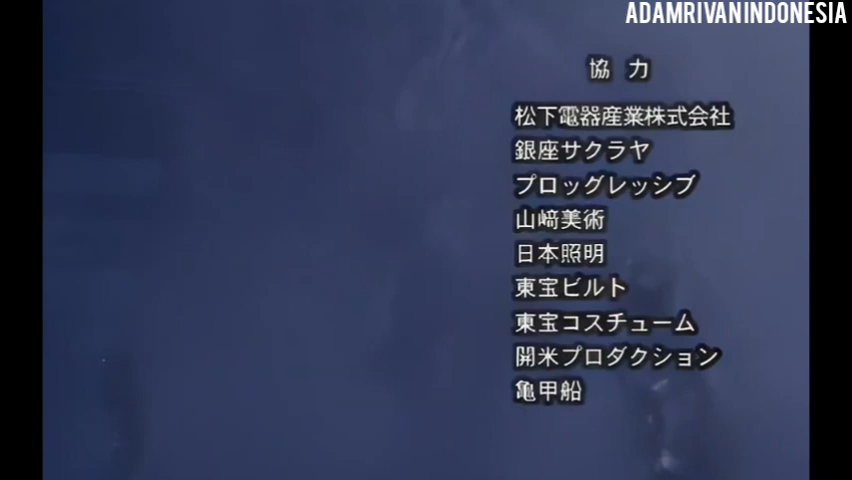 ADAMRIVANINDONESIA
協力
松下電器産業株式会社
銀座サクラヤ
プロッグレッシブ
山﨑美術
日本照明
東宝ビルト
東宝コスチューム
開米プロダクション
亀甲船